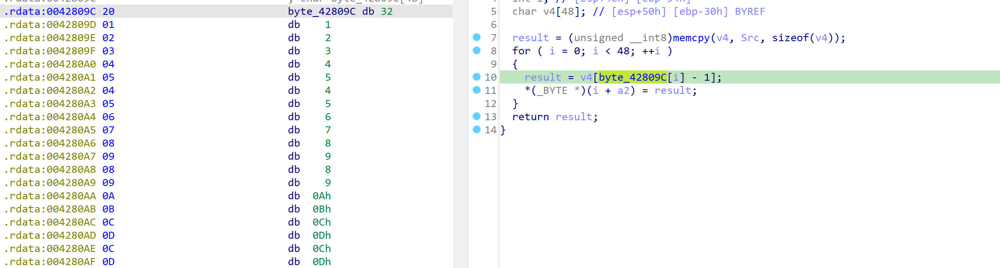 ; char byte_42809C[48]
.rdata:0042809C 20 byte_42809C db 32
.rdata:0042809D 01 db 1
.rdata:0042809E 02 db 2
.rdata:0042809F 03 db 3
.rdata:004280A0 04 db 4
.rdata:004280A1 05 db 5
.rdata:004280A2 04 db 4
.rdata:004280A3 05 db 5
.rdata:004280A4 06 db 6
.rdata:004280A5 07 db 7
.rdata:004280A6 08 db 8
.rdata:004280A7 09 db 9
.rdata:004280A8 08 db 8
.rdata:004280A9 09 db 9
.rdata:004280AA 0A db 0Ah
.rdata:004280AB 0B db 0Bh
.rdata:004280AC 0C db 0Ch
.rdata:004280AD 0D db 0Dh
.rdata:004280AE 0C db 0Ch
.rdata:004280AF 0D db 0Dh
5 char v4[48]; // [esp+50h] [ebp-30h] BYREF
6
7 result = (unsigned __int8)memcpy(v4, Src, sizeof(v4));
8 for ( i = 0; i < 48; ++i )
9 {
10 result = v4[byte_42809C[i] - 1];
11 *(_BYTE *)(i + a2) = result;
12 }
13 return result;
14 }